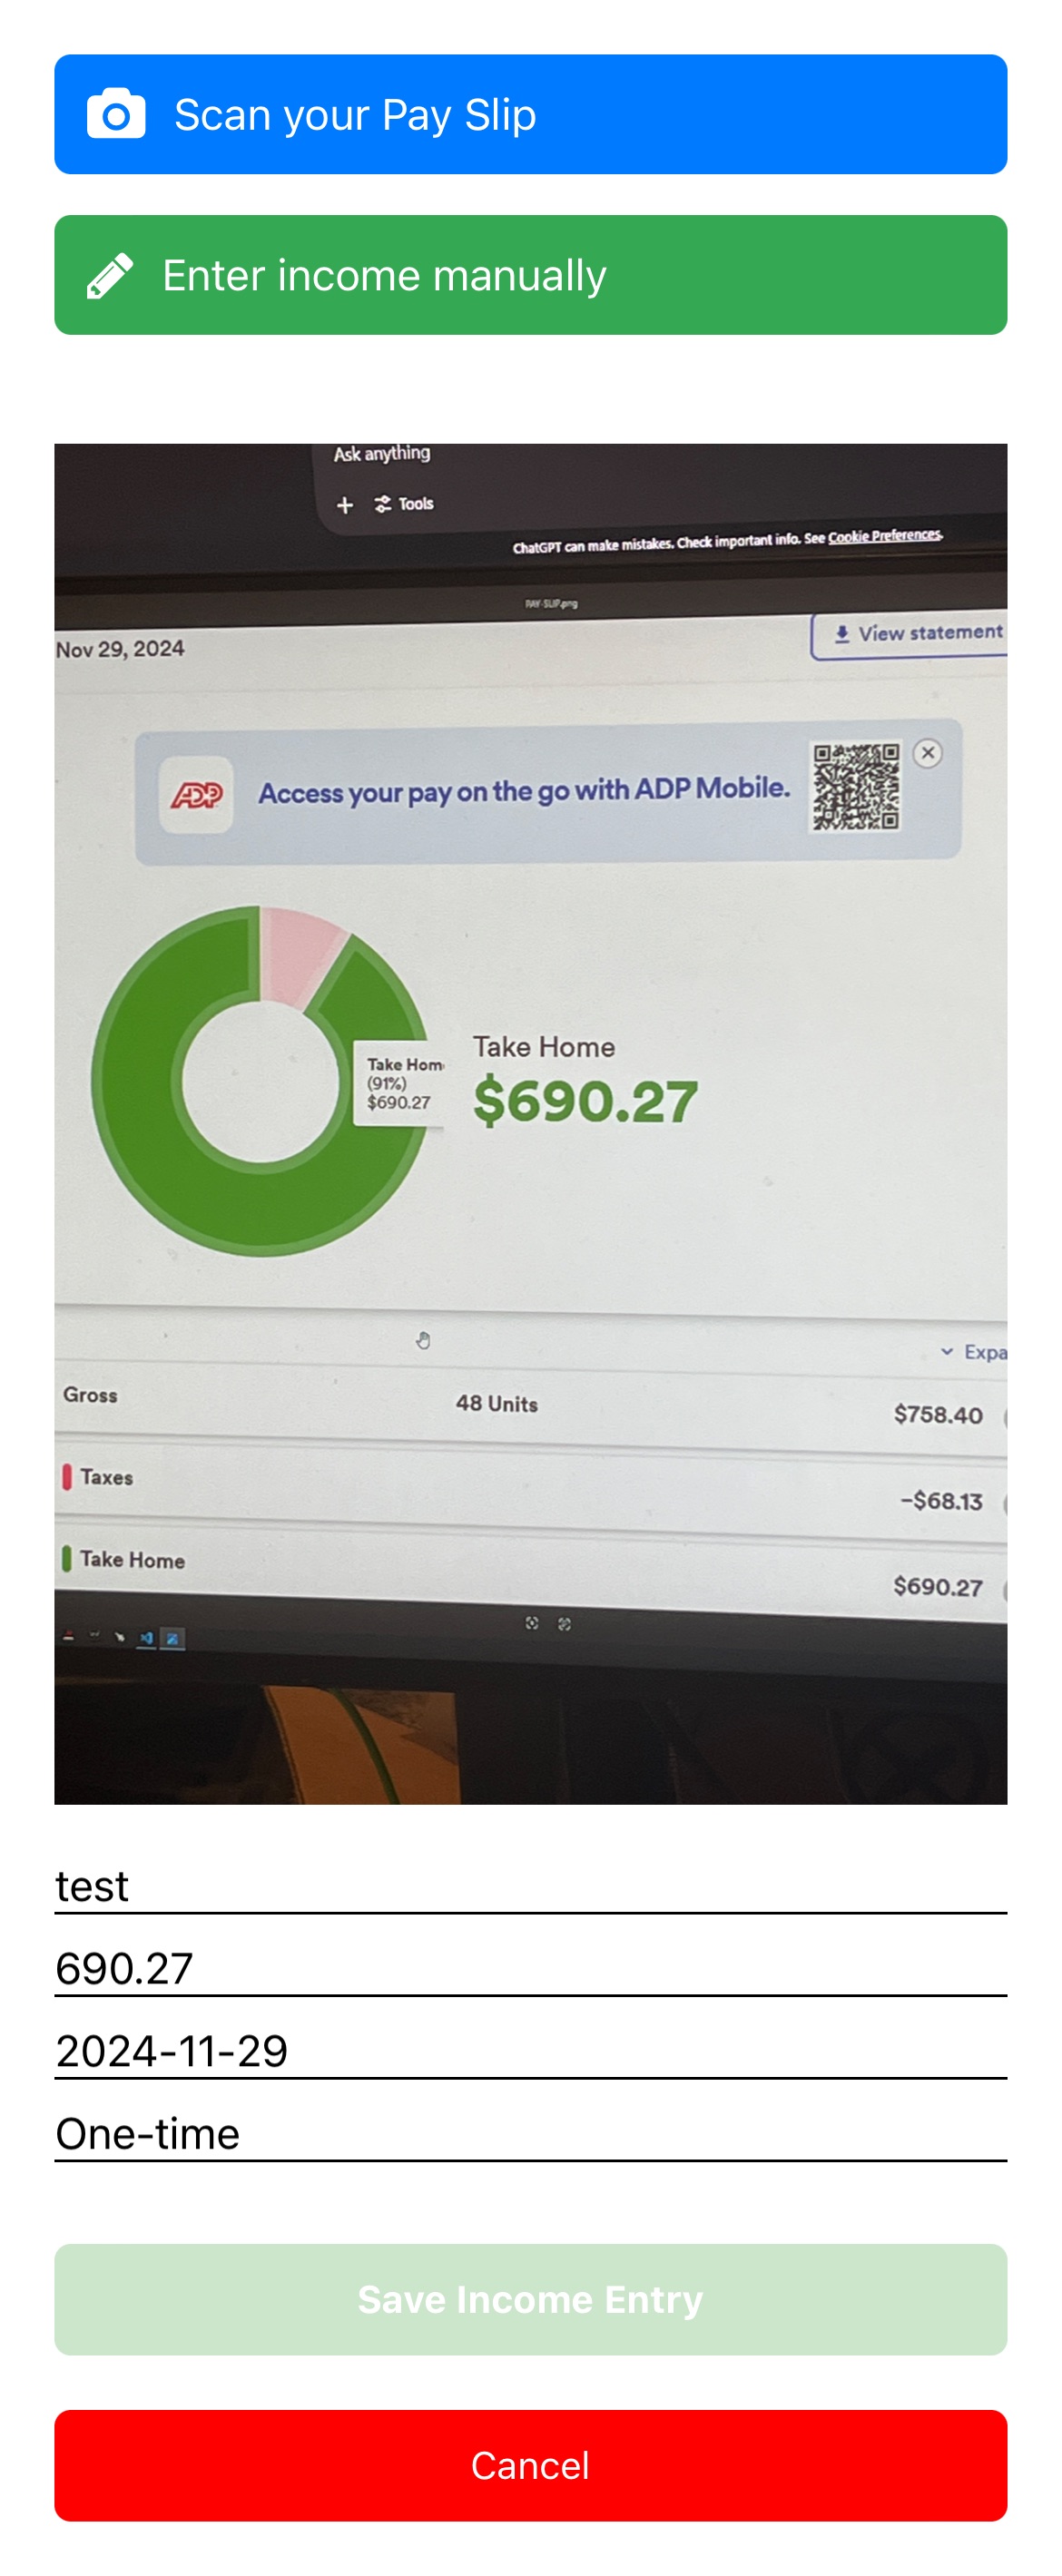 Scan your Pay Slip
Enter income manually
Ask anything
+ Tools
ChatGPT can make mistakes. Check important info. See Cookie Preferences.
PAY-SLIP.png
Nov 29, 2024
View statement
ADP
Access your pay on the go with ADP Mobile.
Take Hom
(91%)
$690.27
Take Home
$690.27
Expa
Gross 48 Units $758.40
Taxes -$68.13
Take Home $690.27
test
690.27
2024-11-29
One-time
Save Income Entry
Cancel